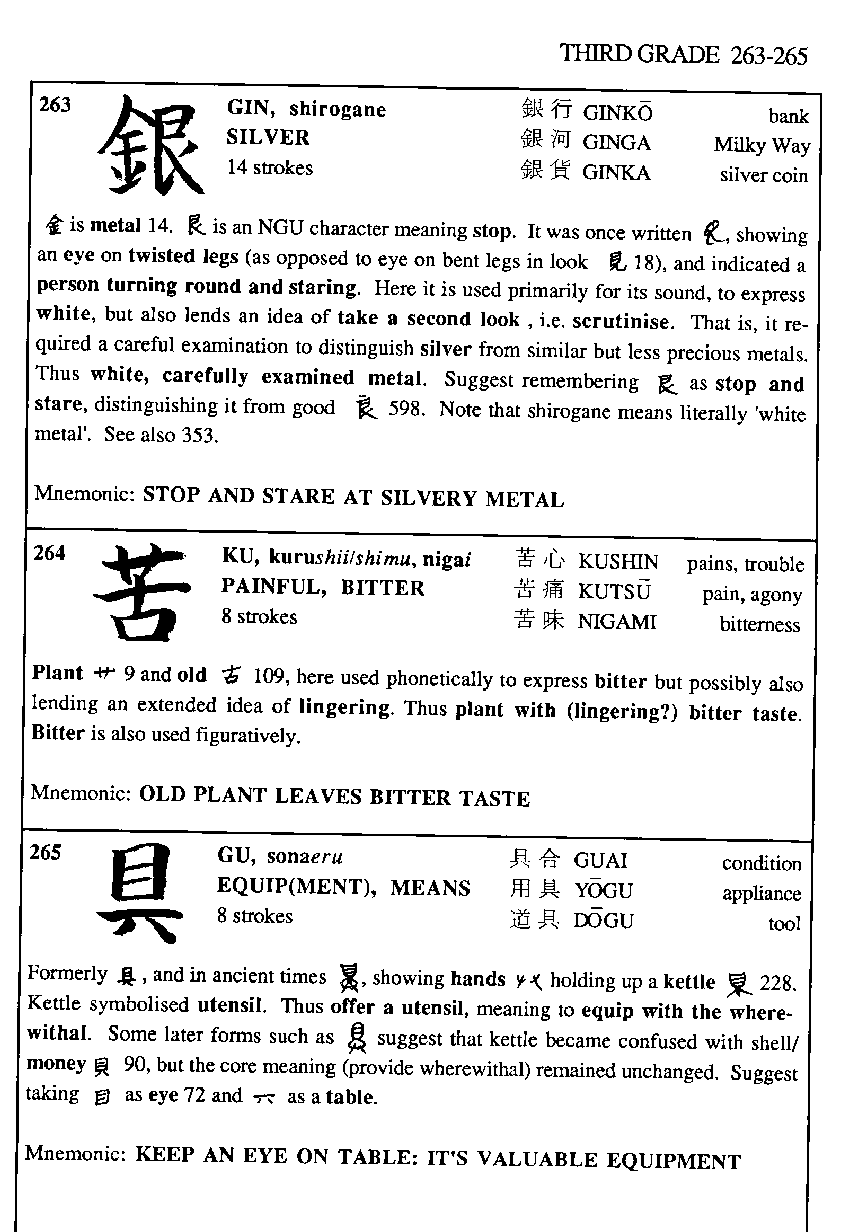 THIRD GRADE 263-265
263 銀 GIN, shirogane 銀行 GINKŌ bank
SILVER 銀河 GINGA Milky Way
14 strokes 銀貨 GINKA silver coin
金 is metal 14. 艮 is an NGU character meaning stop. It was once written , showing
an eye on twisted legs (as opposed to eye on bent legs in look 見 18), and indicated a
person turning round and staring. Here it is used primarily for its sound, to express
white, but also lends an idea of take a second look , i.e. scrutinise. That is, it re-
quired a careful examination to distinguish silver from similar but less precious metals.
Thus white, carefully examined metal. Suggest remembering 艮 as stop and
stare, distinguishing it from good 良 598. Note that shirogane means literally 'white
metal'. See also 353.
Mnemonic: STOP AND STARE AT SILVERY METAL
264 苦 KU, kurushii/shimu, nigai 苦心 KUSHIN pains, trouble
PAINFUL, BITTER 苦痛 KUTSŪ pain, agony
8 strokes 苦味 NIGAMI bitterness
Plant 艹 9 and old 古 109, here used phonetically to express bitter but possibly also
lending an extended idea of lingering. Thus plant with (lingering?) bitter taste.
Bitter is also used figuratively.
Mnemonic: OLD PLANT LEAVES BITTER TASTE
265 具 GU, sonaeru 具合 GUAI condition
EQUIP(MENT), MEANS 用具 YŌGU appliance
8 strokes 道具 DŌGU tool
Formerly , and in ancient times , showing hands holding up a kettle 228.
Kettle symbolised utensil. Thus offer a utensil, meaning to equip with the where-
withal. Some later forms such as suggest that kettle became confused with shell/
money 貝 90, but the core meaning (provide wherewithal) remained unchanged. Suggest
taking 目 as eye 72 and as a table.
Mnemonic: KEEP AN EYE ON TABLE: IT'S VALUABLE EQUIPMENT